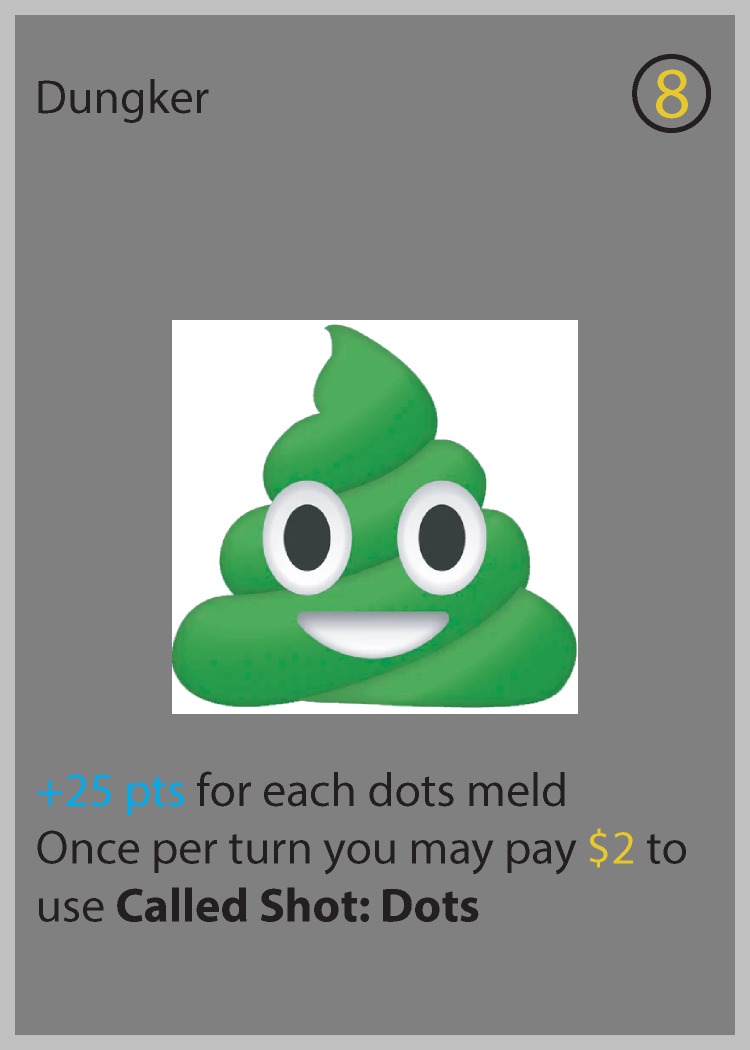 Dungker
8
+25 pts for each dots meld
Once per turn you may pay $2 to
use Called Shot: Dots